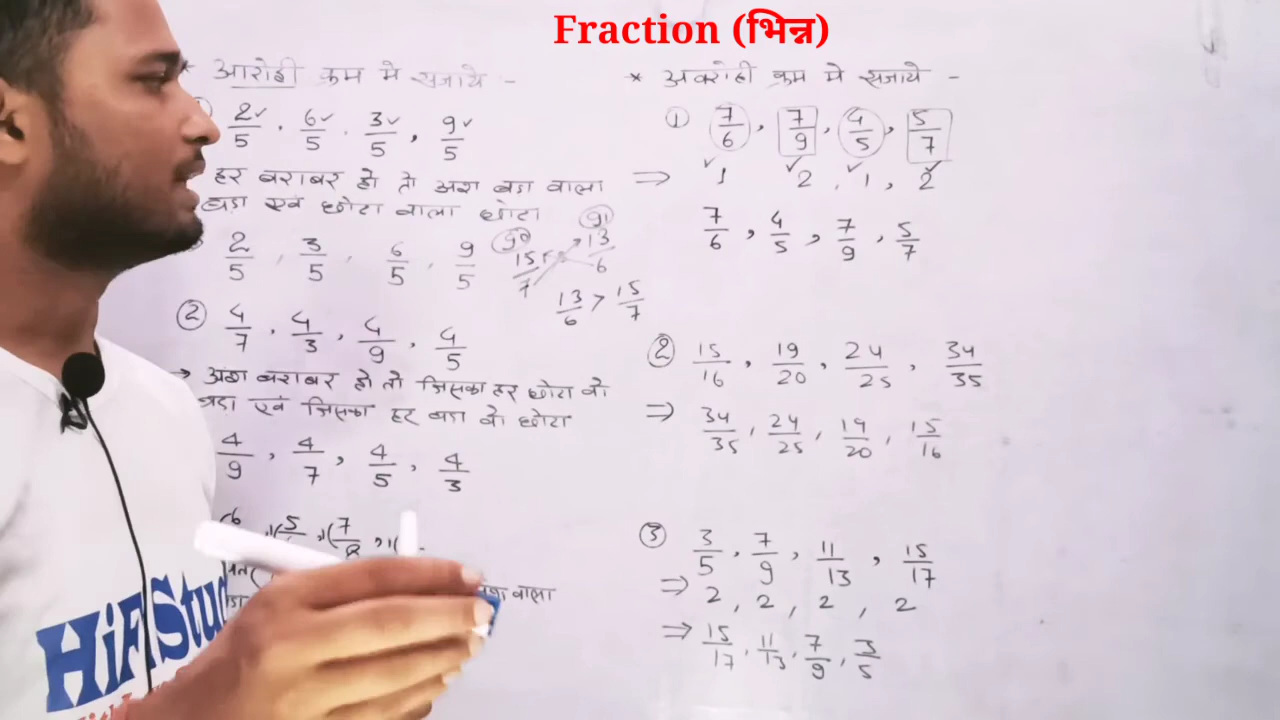 Fraction (भिन्न)
* आरोही क्रम मे सजाये -
2/5, 6/5, 3/5, 9/5
हर बराबर हो तो अंश बडा वाला
बड़ा एवं छोटा वाला छोटा
2/5, 3/5, 6/5, 9/5
90 91
15/7 13/6
13/6 > 15/7
② 4/7, 4/3, 4/9, 4/5
→ अंश बराबर हो तो जिसका हर छोटा वो
बड़ा एवं जिसका हर बडा वो छोटा
4/9, 4/7, 4/5, 4/3
वाला
* अवरोही क्रम मे सजाये -
① 7/6, 7/9, 4/5, 5/7
⇒ 1 2, 1, 2
7/6, 4/5, 7/9, 5/7
② 15/16, 19/20, 24/25, 34/35
⇒ 34/35, 24/25, 19/20, 15/16
③ 3/5, 7/9, 11/13, 15/17
⇒ 2, 2, 2, 2
⇒ 15/17, 11/13, 7/9, 3/5
HiFi Stud